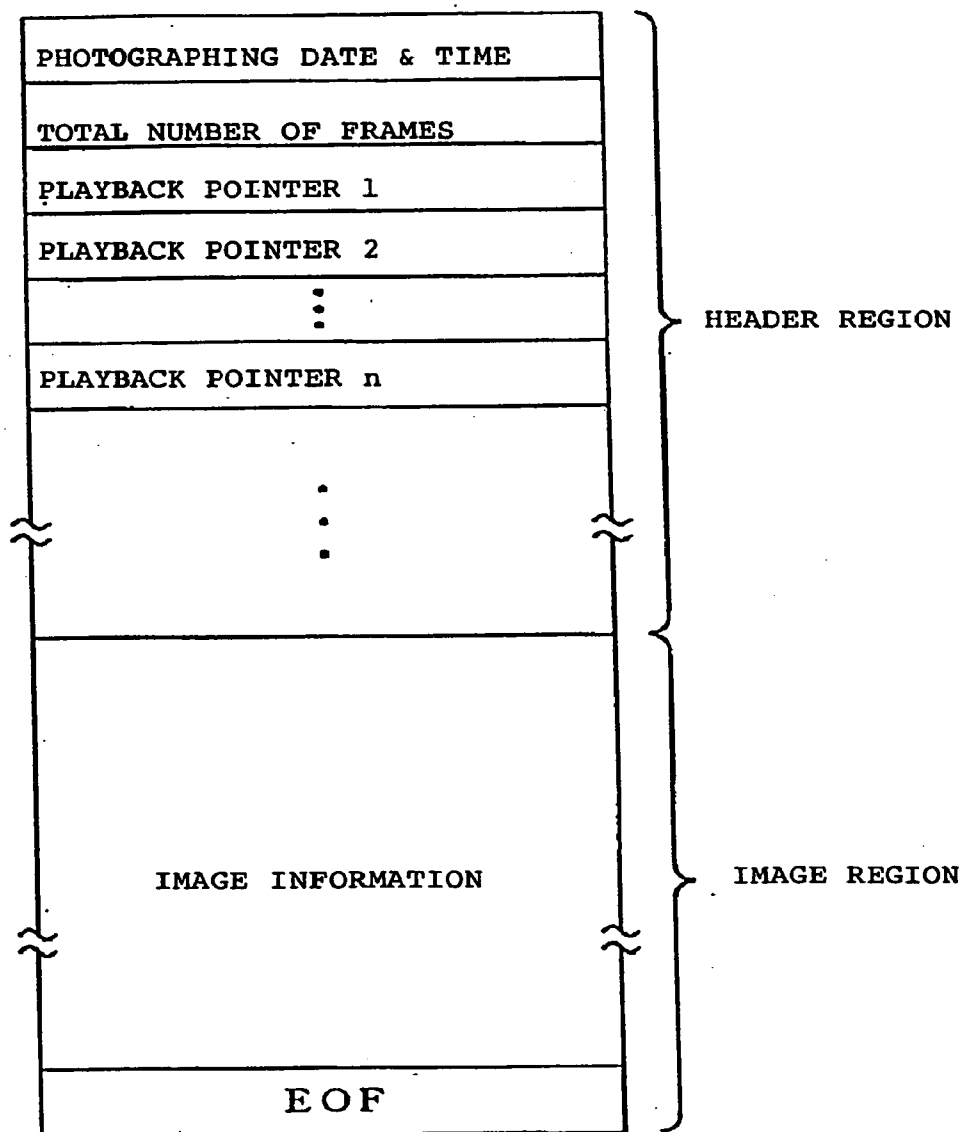 PHOTOGRAPHING DATE & TIME
TOTAL NUMBER OF FRAMES
PLAYBACK POINTER 1
PLAYBACK POINTER 2
PLAYBACK POINTER n
HEADER REGION
IMAGE INFORMATION
IMAGE REGION
EOF